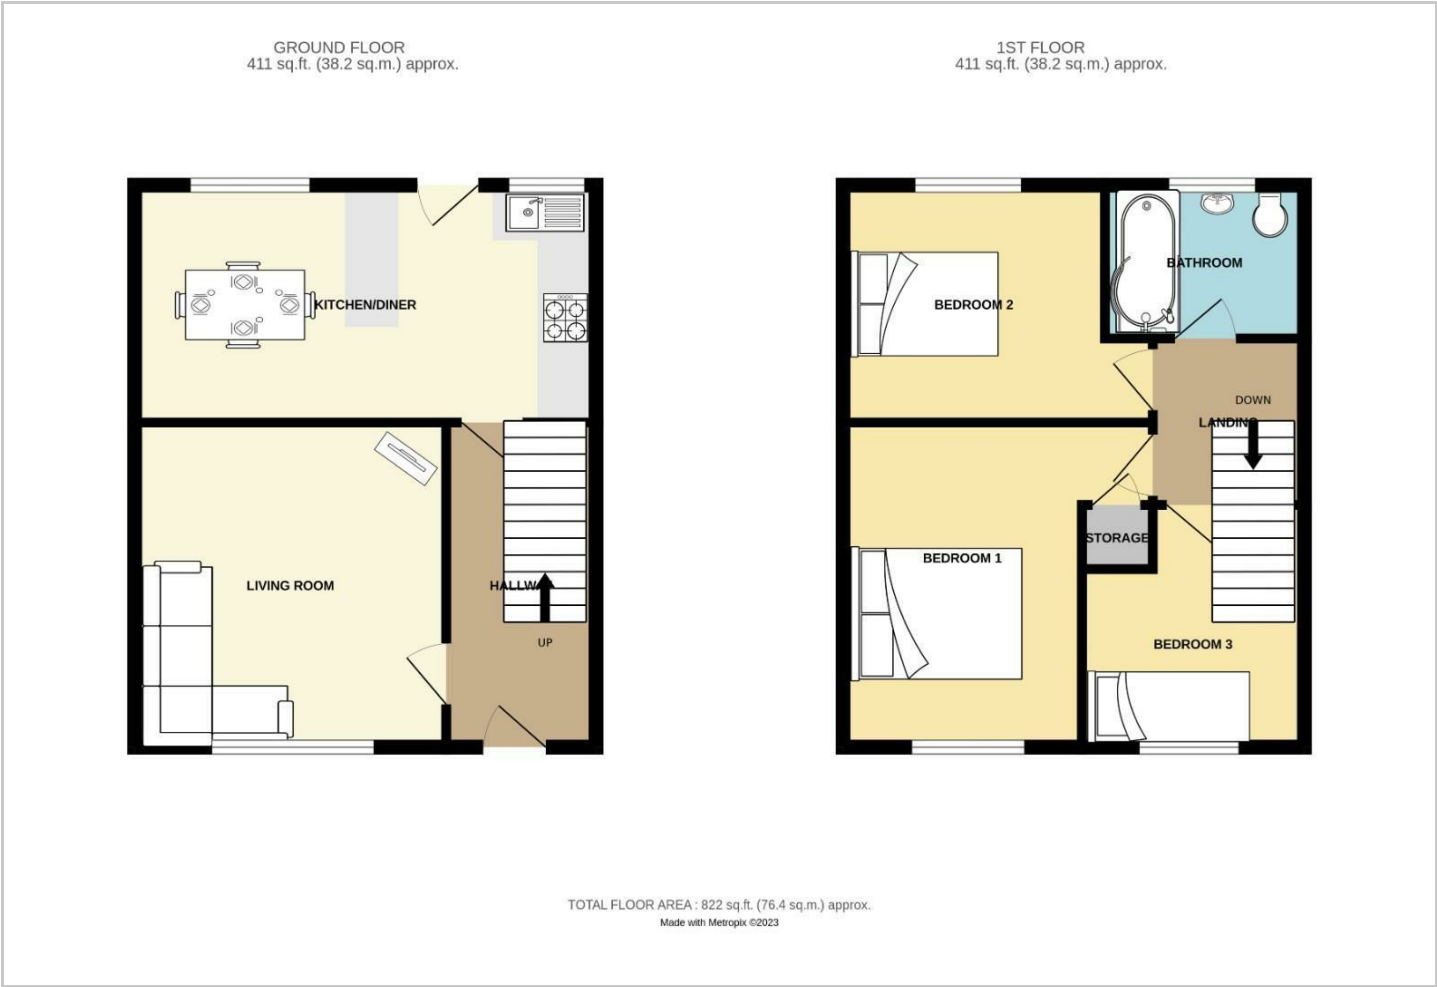 GROUND FLOOR
411 sq.ft. (38.2 sq.m.) approx.
1ST FLOOR
411 sq.ft. (38.2 sq.m.) approx.
KITCHEN/DINER
LIVING ROOM
UP
BEDROOM 2
BATHROOM
DOWN
LANDING
STORAGE
BEDROOM 1
BEDROOM 3
TOTAL FLOOR AREA : 822 sq.ft. (76.4 sq.m.) approx.
Made with Metropix ©2023